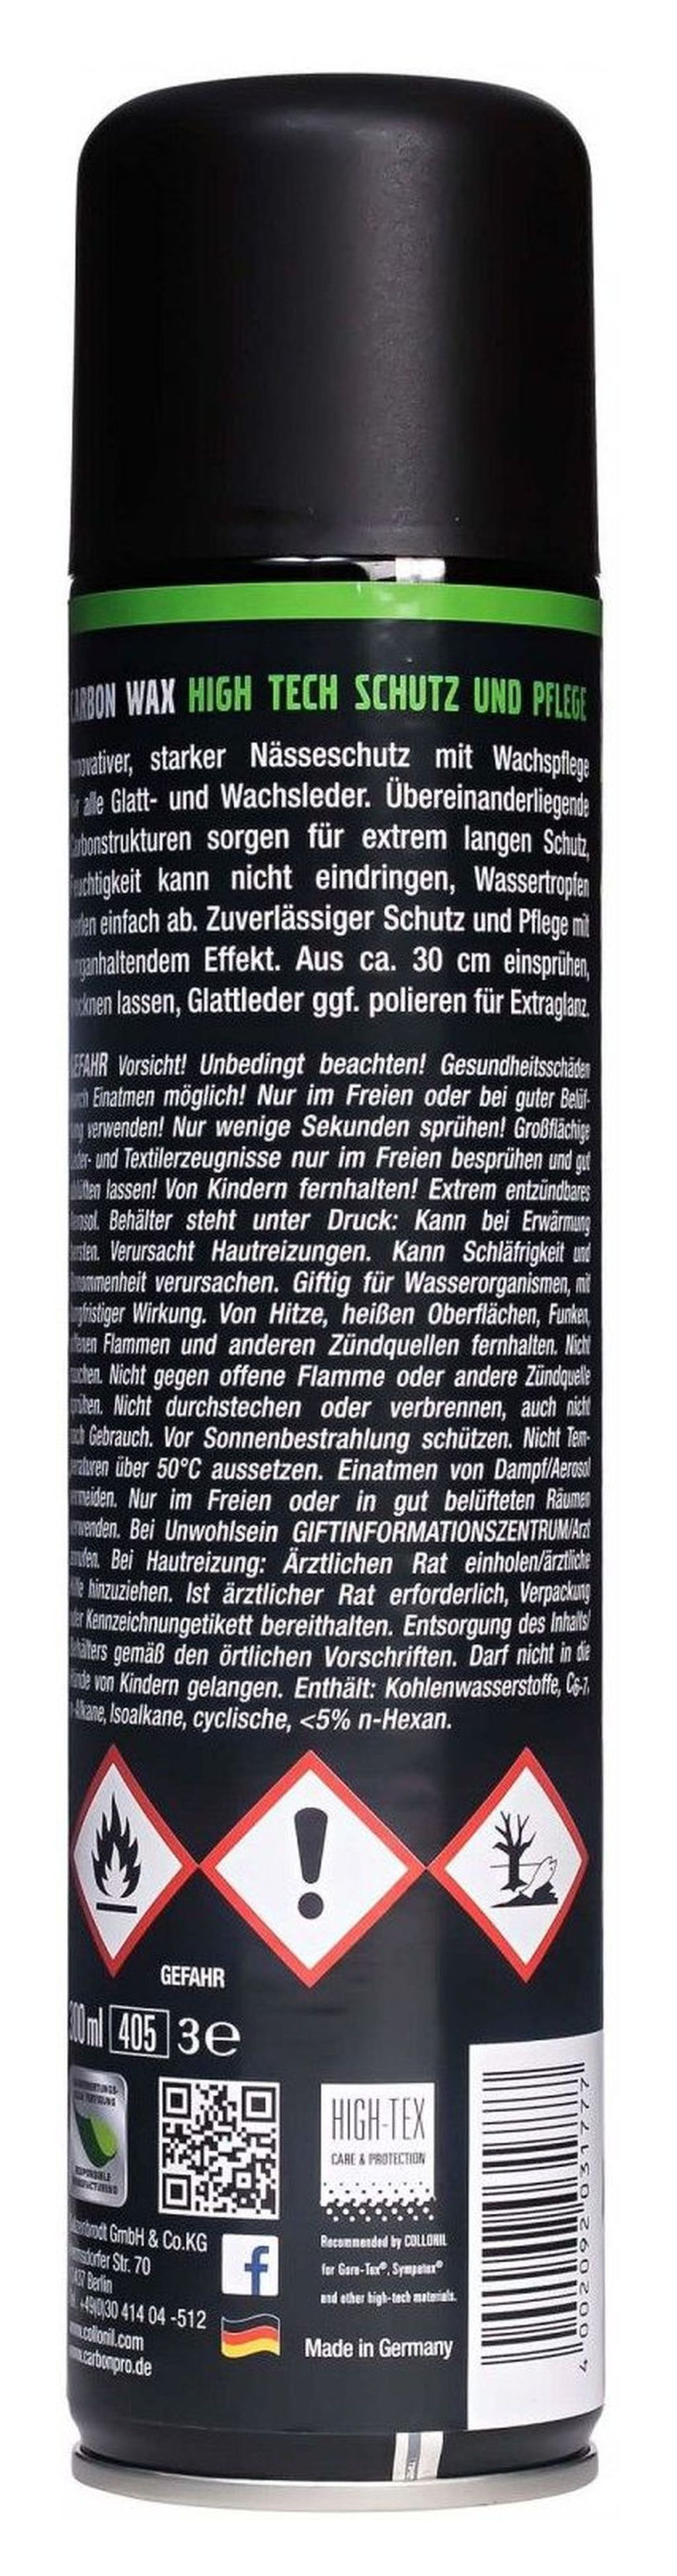 CARBON WAX HIGH TECH SCHUTZ UND PFLEGE
Innovativer, starker Nässeschutz mit Wachspflege
für alle Glatt- und Wachsleder. Übereinanderliegende
Carbonstrukturen sorgen für extrem langen Schutz,
Feuchtigkeit kann nicht eindringen, Wassertropfen
perlen einfach ab. Zuverlässiger Schutz und Pflege mit
langanhaltendem Effekt. Aus ca. 30 cm einsprühen,
trocknen lassen, Glattleder ggf. polieren für Extraglanz.
GEFAHR Vorsicht! Unbedingt beachten! Gesundheitsschäden
durch Einatmen möglich! Nur im Freien oder bei guter Belüf-
tung verwenden! Nur wenige Sekunden sprühen! Großflächige
Leder- und Textilerzeugnisse nur im Freien besprühen und gut
ablüften lassen! Von Kindern fernhalten! Extrem entzündbares
Aerosol. Behälter steht unter Druck: Kann bei Erwärmung
bersten. Verursacht Hautreizungen. Kann Schläfrigkeit und
Benommenheit verursachen. Giftig für Wasserorganismen, mit
langfristiger Wirkung. Von Hitze, heißen Oberflächen, Funken,
offenen Flammen und anderen Zündquellen fernhalten. Nicht
rauchen. Nicht gegen offene Flamme oder andere Zündquelle
sprühen. Nicht durchstechen oder verbrennen, auch nicht
nach Gebrauch. Vor Sonnenbestrahlung schützen. Nicht Tem-
peraturen über 50°C aussetzen. Einatmen von Dampf/Aerosol
vermeiden. Nur im Freien oder in gut belüfteten Räumen
verwenden. Bei Unwohlsein GIFTINFORMATIONSZENTRUM/Arzt
anrufen. Bei Hautreizung: Ärztlichen Rat einholen/ärztliche
Hilfe hinzuziehen. Ist ärztlicher Rat erforderlich, Verpackung
oder Kennzeichnungetikett bereithalten. Entsorgung des Inhalts/
Behälters gemäß den örtlichen Vorschriften. Darf nicht in die
Hände von Kindern gelangen. Enthält: Kohlenwasserstoffe, C6-7,
n-Alkane, Isoalkane, cyclische, <5% n-Hexan.
GEFAHR
300 ml 405 3 ℮
RESPONSIBLE
MANUFACTURING
HIGH-TEX
CARE & PROTECTION
Recommended by COLLONIL
for Gore-Tex®, Sympatex®
and other high-tech materials.
GmbH & Co.KG
Str. 70
Berlin
+49(0)30 414 04 -512
www.collonil.com
www.carbonpro.de
Made in Germany
4 002092 031777